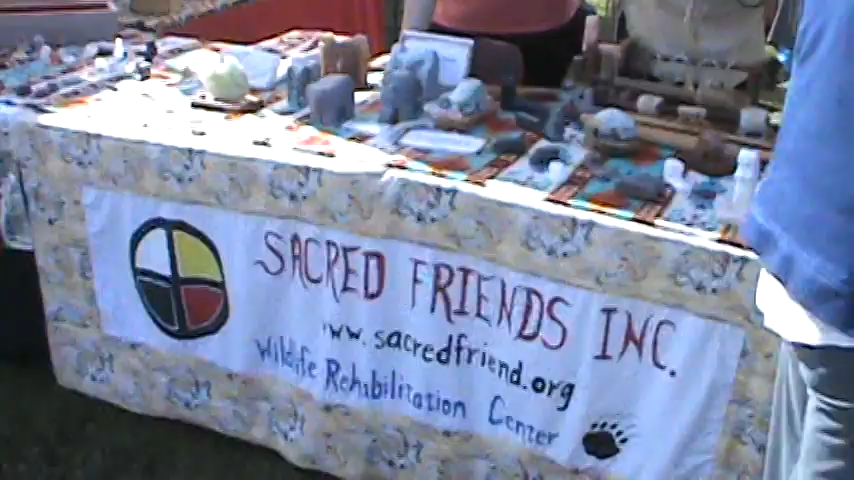 SACRED FRIENDS INC.
www.sacredfriend.org
Wildlife Rehabilitation Center